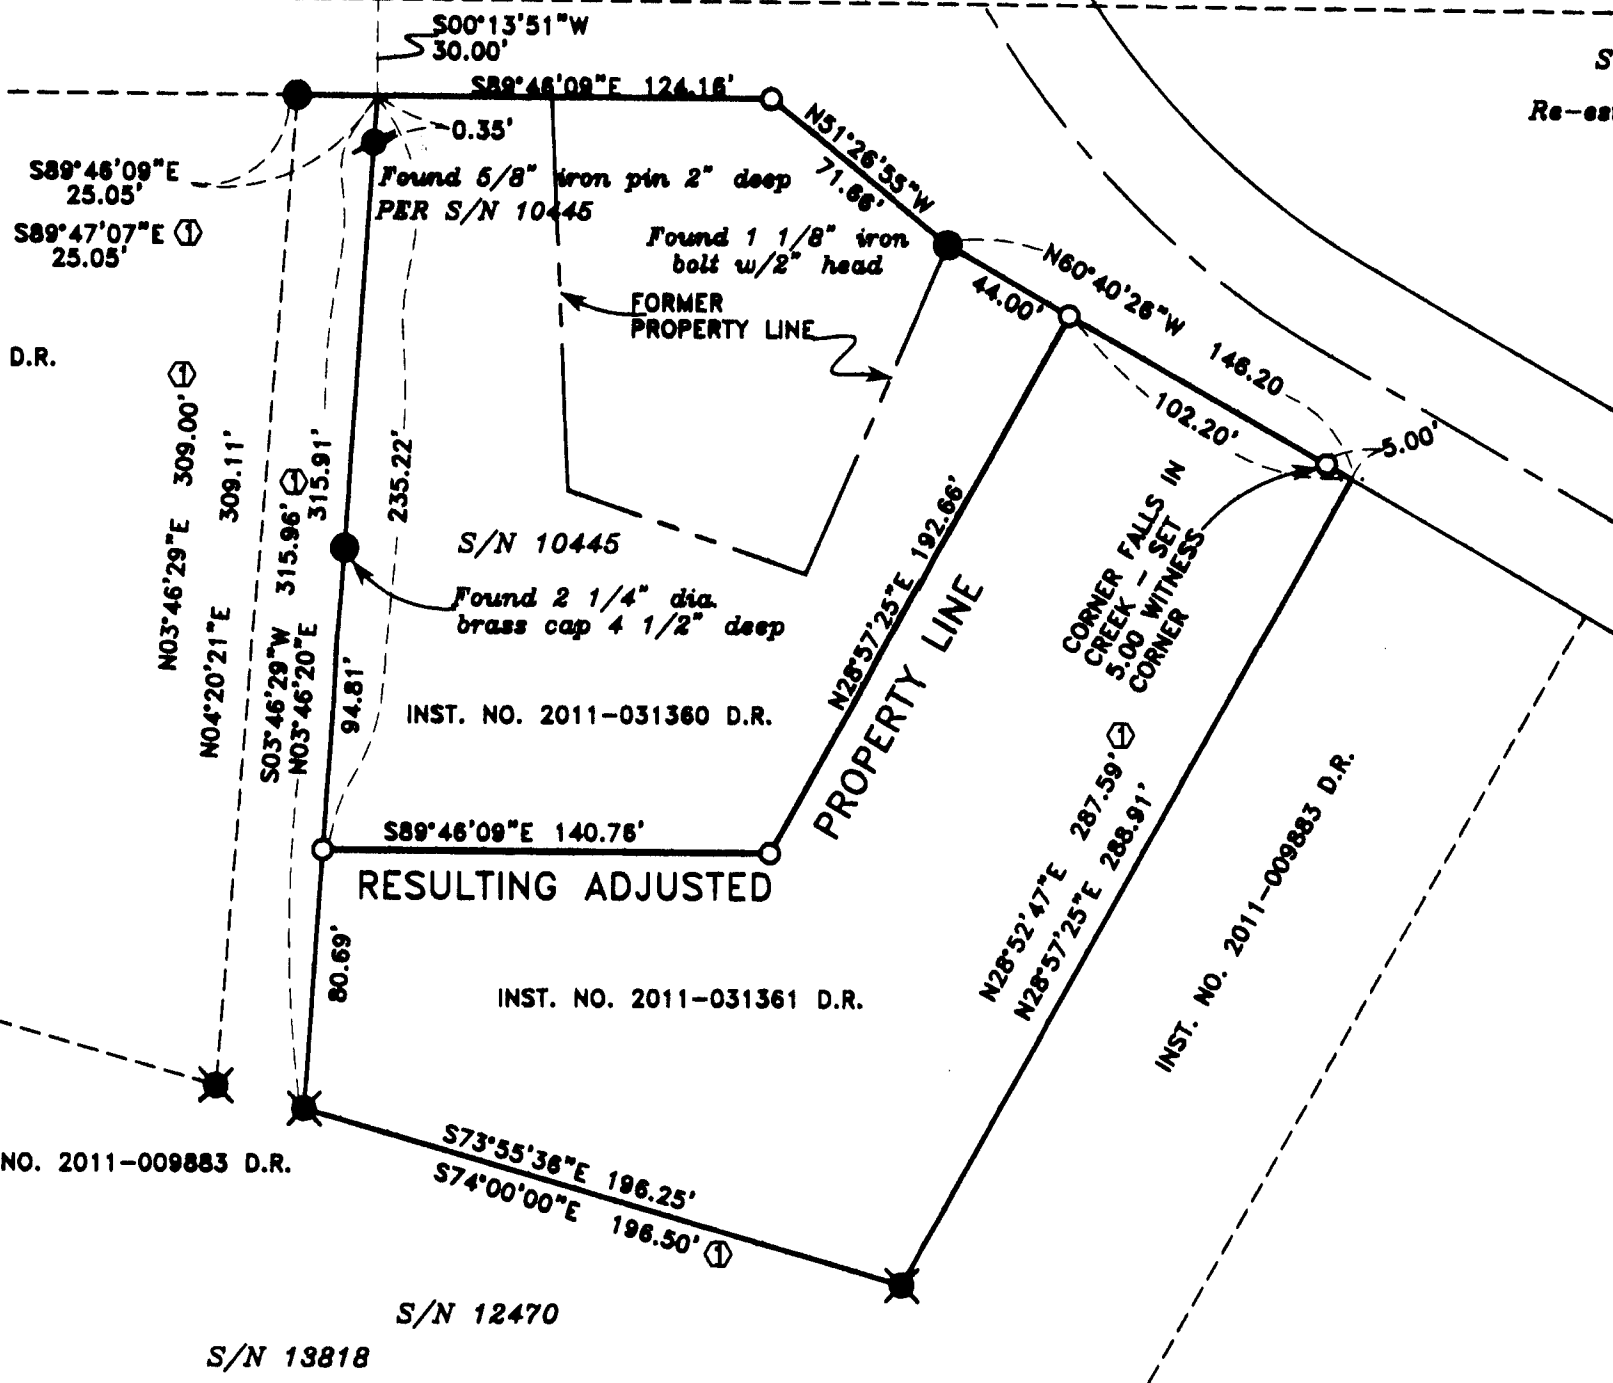 S00°13'51"W
30.00'
S
Re-est
S89°46'09"E 124.16'
0.35'
N51°26'55"W
71.66'
S89°46'09"E
25.05'
S89°47'07"E 1
25.05'
Found 5/8" iron pin 2" deep
PER S/N 10445
Found 1 1/8" iron
bolt w/2" head
N60°40'26"W 146.20
44.00'
FORMER
PROPERTY LINE
D.R.
102.20'
5.00'
N03°46'29"E 309.00' 1
N04°20'21"E 309.11'
S03°46'29"W 315.96' 1
N03°46'20"E 315.91'
235.22'
S/N 10445
Found 2 1/4" dia.
brass cap 4 1/2" deep
N28°57'25"E 192.66'
PROPERTY LINE
CORNER FALLS IN
CREEK - SET
5.00 WITNESS
CORNER
94.81'
INST. NO. 2011-031360 D.R.
S89°46'09"E 140.76'
RESULTING ADJUSTED
N28°52'47"E 287.59' 1
N28°57'25"E 288.91'
INST. NO. 2011-009883 D.R.
80.69'
INST. NO. 2011-031361 D.R.
NO. 2011-009883 D.R.
S73°55'36"E 196.25'
S74°00'00"E 196.50' 1
S/N 12470
S/N 13818